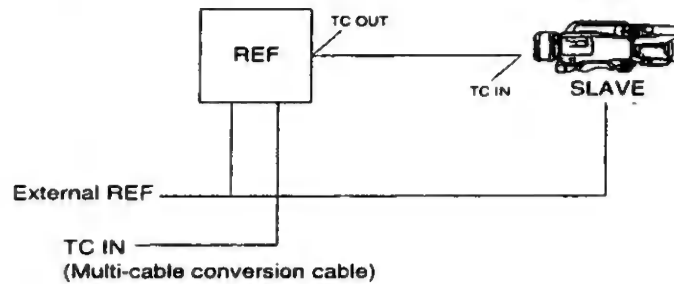 TC OUT
REF
TC IN
SLAVE
External REF
TC IN
(Multi-cable conversion cable)